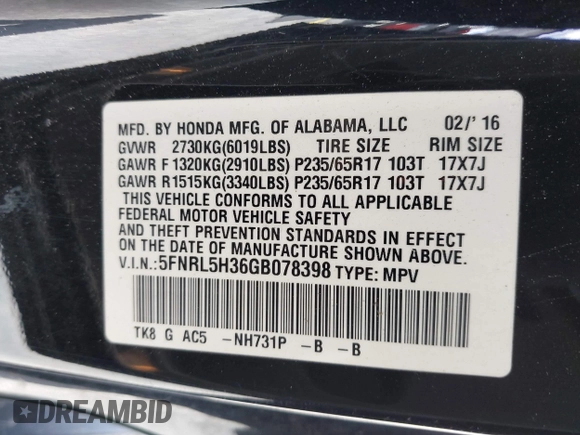 MFD. BY HONDA MFG. OF ALABAMA, LLC 02/'16
GVWR 2730KG(6019LBS) TIRE SIZE RIM SIZE
GAWR F 1320KG(2910LBS) P235/65R17 103T 17X7J
GAWR R1515KG(3340LBS) P235/65R17 103T 17X7J
THIS VEHICLE CONFORMS TO ALL APPLICABLE
FEDERAL MOTOR VEHICLE SAFETY
AND THEFT PREVENTION STANDARDS IN EFFECT
ON THE DATE OF MANUFACTURE SHOWN ABOVE.
V.I.N.:5FNRL5H36GB078398 TYPE: MPV
TK8 G AC5 -NH731P -B -B
DREAMBID